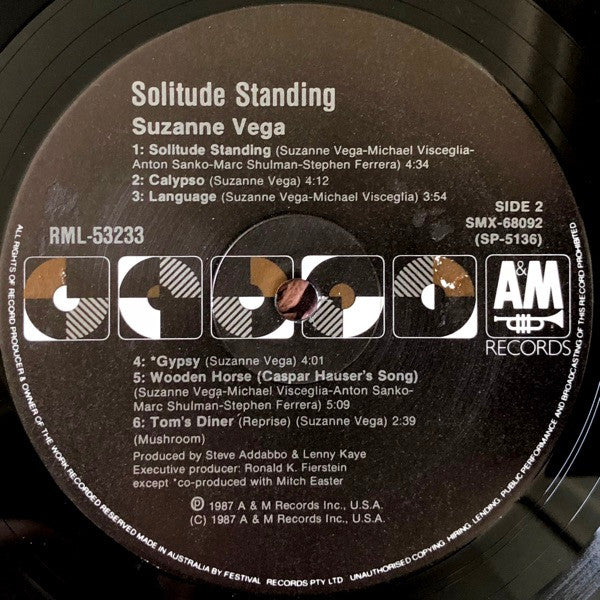 Solitude Standing
Suzanne Vega
1: Solitude Standing (Suzanne Vega-Michael Visceglia-
Anton Sanko-Marc Shulman-Stephen Ferrera) 4:34
2: Calypso (Suzanne Vega) 4:12
3: Language (Suzanne Vega-Michael Visceglia) 3:54
SIDE 2
SMX-68092
(SP-5136)
RML-53233
A&M
RECORDS
4: *Gypsy (Suzanne Vega) 4:01
5: Wooden Horse (Caspar Hauser's Song)
(Suzanne Vega-Michael Visceglia-Anton Sanko-
Marc Shulman-Stephen Ferrera) 5:09
6: Tom's Diner (Reprise) (Suzanne Vega) 2:39
(Mushroom)
Produced by Steve Addabbo & Lenny Kaye
Executive producer: Ronald K. Fierstein
except *co-produced with Mitch Easter
℗ 1987 A & M Records Inc., U.S.A.
(C) 1987 A & M Records Inc., U.S.A.
ALL RIGHTS OF RECORD PRODUCER & OWNER OF THE WORK RECORDED RESERVED MADE IN AUSTRALIA BY FESTIVAL RECORDS PTY LTD UNAUTHORISED COPYING, HIRING, LENDING, PUBLIC PERFORMANCE AND BROADCASTING OF THIS RECORD PROHIBITED.